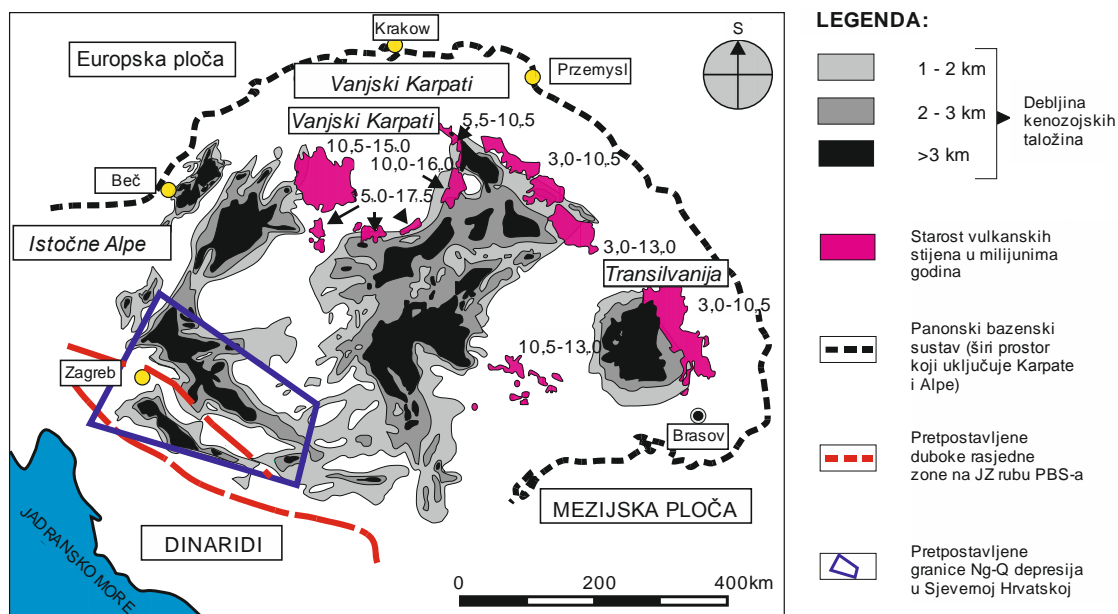 Krakow
Europska ploča
Przemysl
S
Vanjski Karpati
Vanjski Karpati
5,5-10,5
10,5-15,0
10,0-16,0
3,0-10,5
Beč
15.0-17.5
Istočne Alpe
3,0-13,0
Transilvanija
3,0-10,5
10,5-13,0
Zagreb
Brasov
MEZIJSKA PLOČA
DINARIDI
JADRANSKO MORE
0 200 400km
LEGENDA:
1 - 2 km
2 - 3 km
>3 km
Debljina
kenozojskih
taložina
Starost vulkanskih
stijena u milijunima
godina
Panonski bazenski
sustav (širi prostor
koji uključuje Karpate
i Alpe)
Pretpostavljene
duboke rasjedne
zone na JZ rubu PBS-a
Pretpostavljene
granice Ng-Q depresija
u Sjevernoj Hrvatskoj